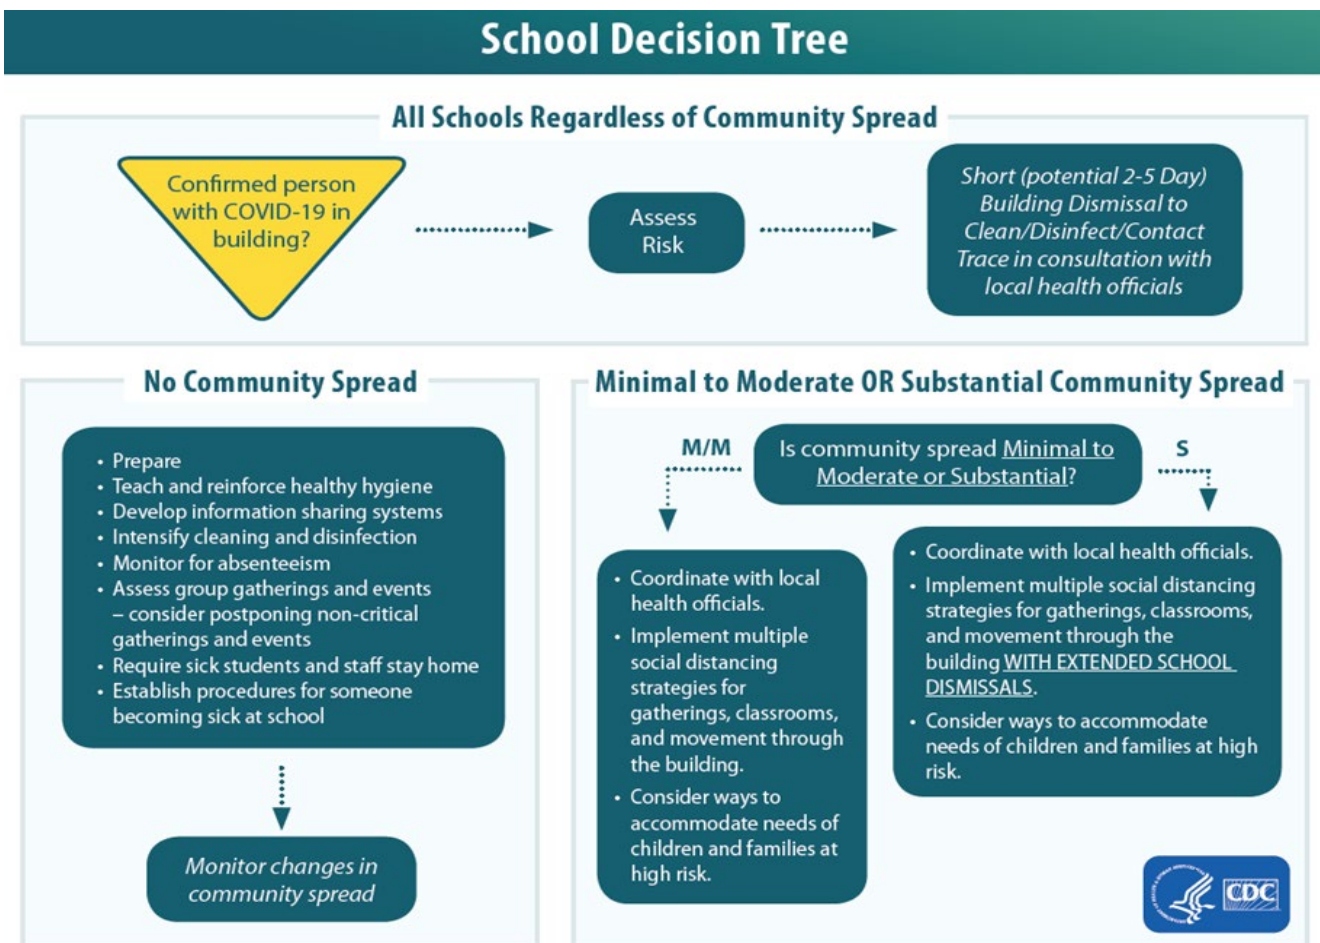 School Decision Tree
All Schools Regardless of Community Spread
Confirmed person
with COVID-19 in
building?
Assess
Risk
Short (potential 2-5 Day)
Building Dismissal to
Clean/Disinfect/Contact
Trace in consultation with
local health officials
No Community Spread
• Prepare
• Teach and reinforce healthy hygiene
• Develop information sharing systems
• Intensify cleaning and disinfection
• Monitor for absenteeism
• Assess group gatherings and events
– consider postponing non-critical
gatherings and events
• Require sick students and staff stay home
• Establish procedures for someone
becoming sick at school
Monitor changes in
community spread
Minimal to Moderate OR Substantial Community Spread
Is community spread Minimal to
Moderate or Substantial?
M/M
• Coordinate with local
health officials.
• Implement multiple
social distancing
strategies for
gatherings, classrooms,
and movement through
the building.
• Consider ways to
accommodate needs of
children and families at
high risk.
S
• Coordinate with local health officials.
• Implement multiple social distancing
strategies for gatherings, classrooms,
and movement through the
building WITH EXTENDED SCHOOL
DISMISSALS.
• Consider ways to accommodate
needs of children and families at high
risk.
CDC